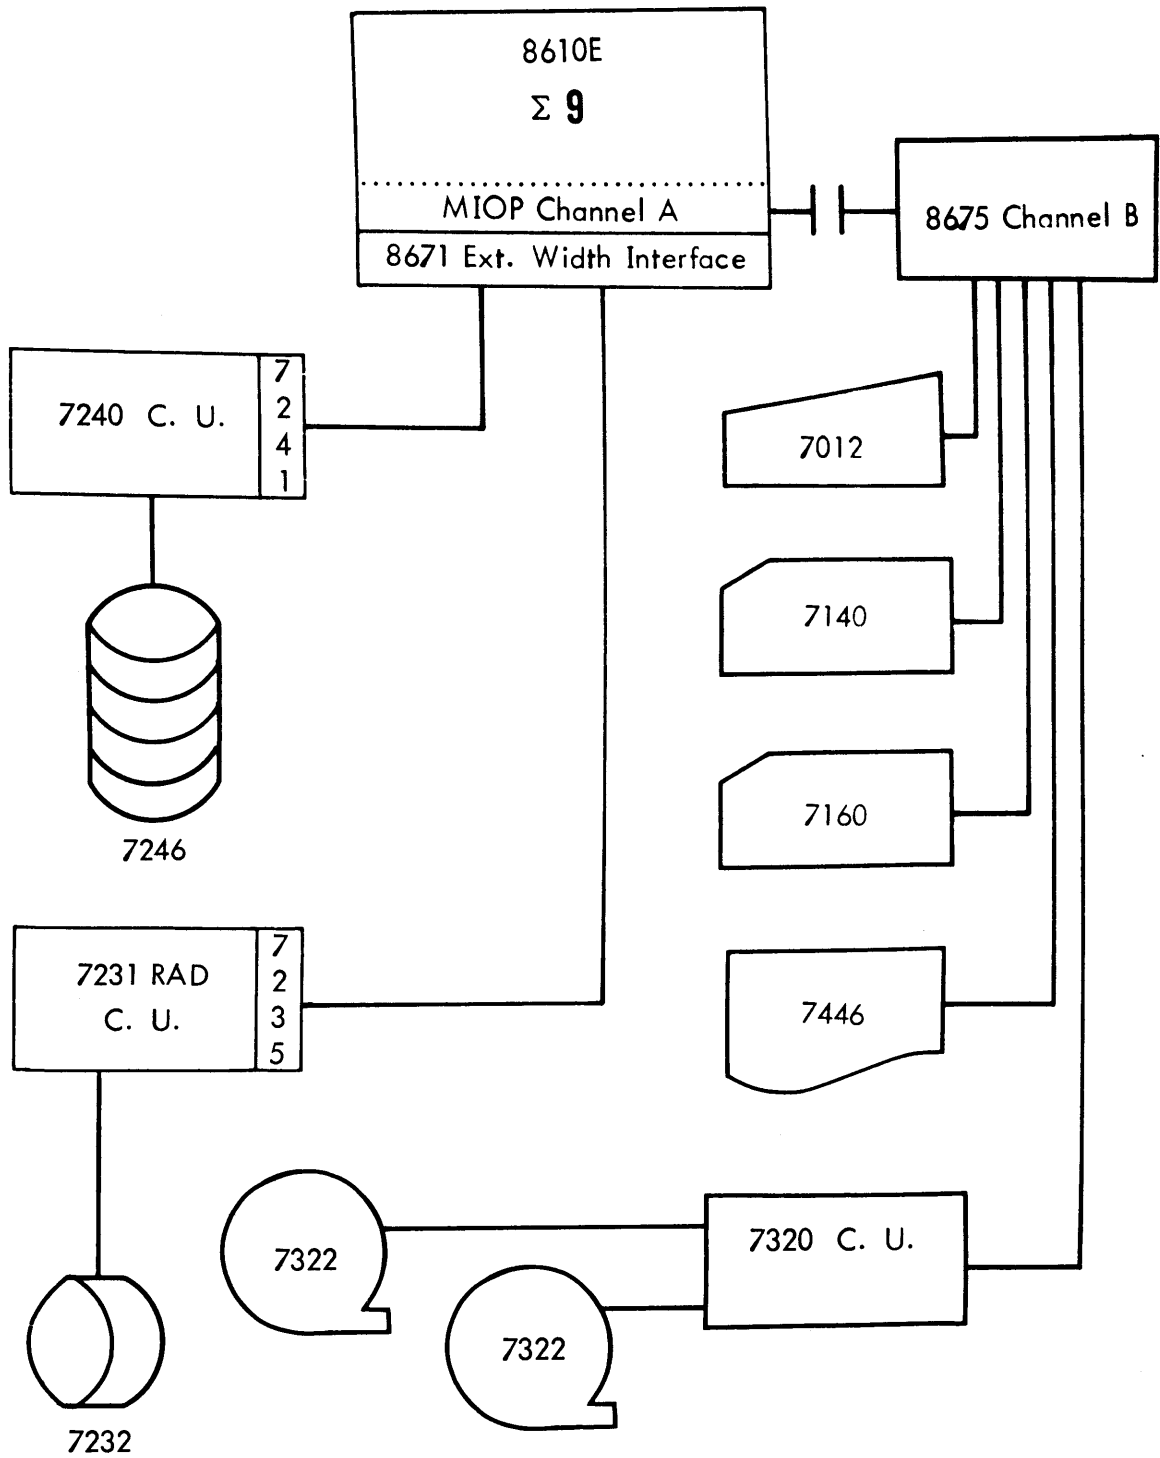 8610E
Σ 9
MIOP Channel A
8671 Ext. Width Interface
8675 Channel B
7240 C. U.
7
2
4
1
7246
7012
7140
7160
7446
7231 RAD
C. U.
7
2
3
5
7232
7322
7322
7320 C. U.